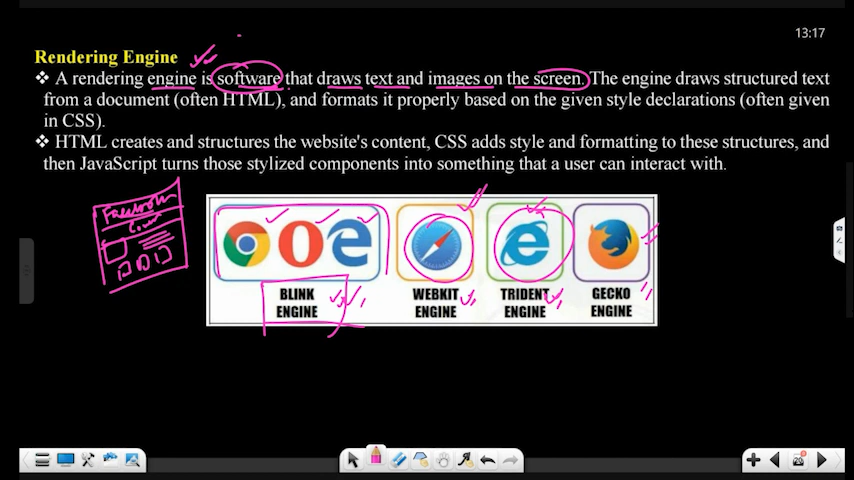 13:17
Rendering Engine
❖ A rendering engine is software that draws text and images on the screen. The engine draws structured text
from a document (often HTML), and formats it properly based on the given style declarations (often given
in CSS).
❖ HTML creates and structures the website's content, CSS adds style and formatting to these structures, and
then JavaScript turns those stylized components into something that a user can interact with.
BLINK ENGINE
WEBKIT ENGINE
TRIDENT ENGINE
GECKO ENGINE